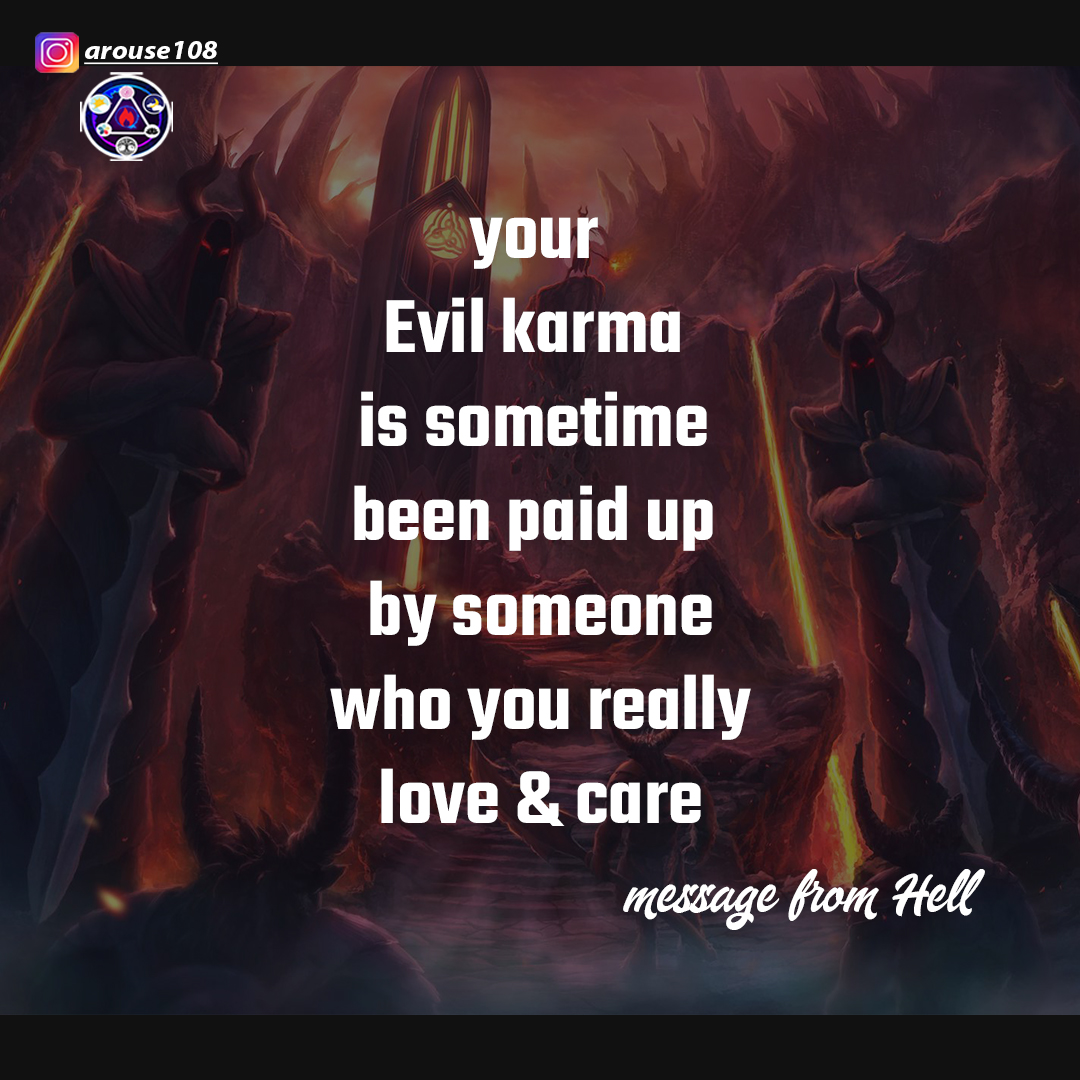 arouse108
your
Evil karma
is sometime
been paid up
by someone
who you really
love & care
message from Hell